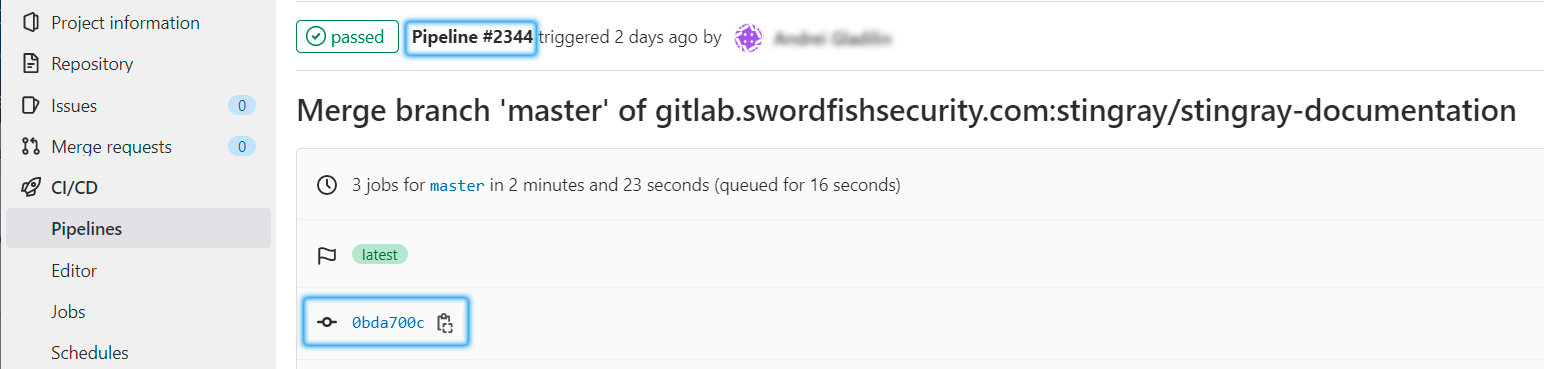 Project information
Repository
Issues 0
Merge requests 0
CI/CD
Pipelines
Editor
Jobs
Schedules
passed Pipeline #2344 triggered 2 days ago by
Merge branch 'master' of gitlab.swordfishsecurity.com:stingray/stingray-documentation
3 jobs for master in 2 minutes and 23 seconds (queued for 16 seconds)
latest
0bda700c